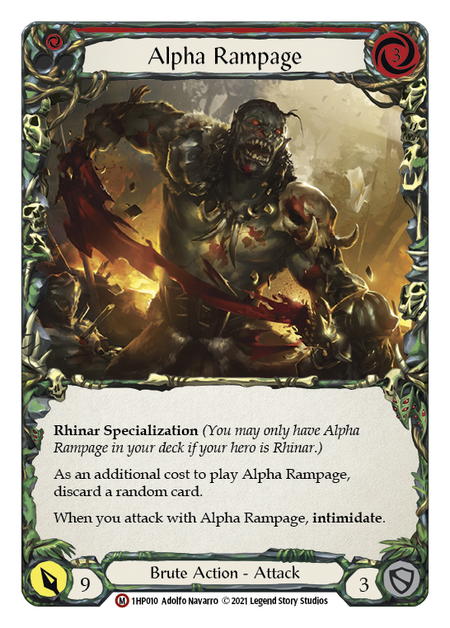 Alpha Rampage
3
Rhinar Specialization (You may only have Alpha
Rampage in your deck if your hero is Rhinar.)
As an additional cost to play Alpha Rampage,
discard a random card.
When you attack with Alpha Rampage, intimidate.
9
Brute Action - Attack
3
M 1HP010 Adolfo Navarro © 2021 Legend Story Studios